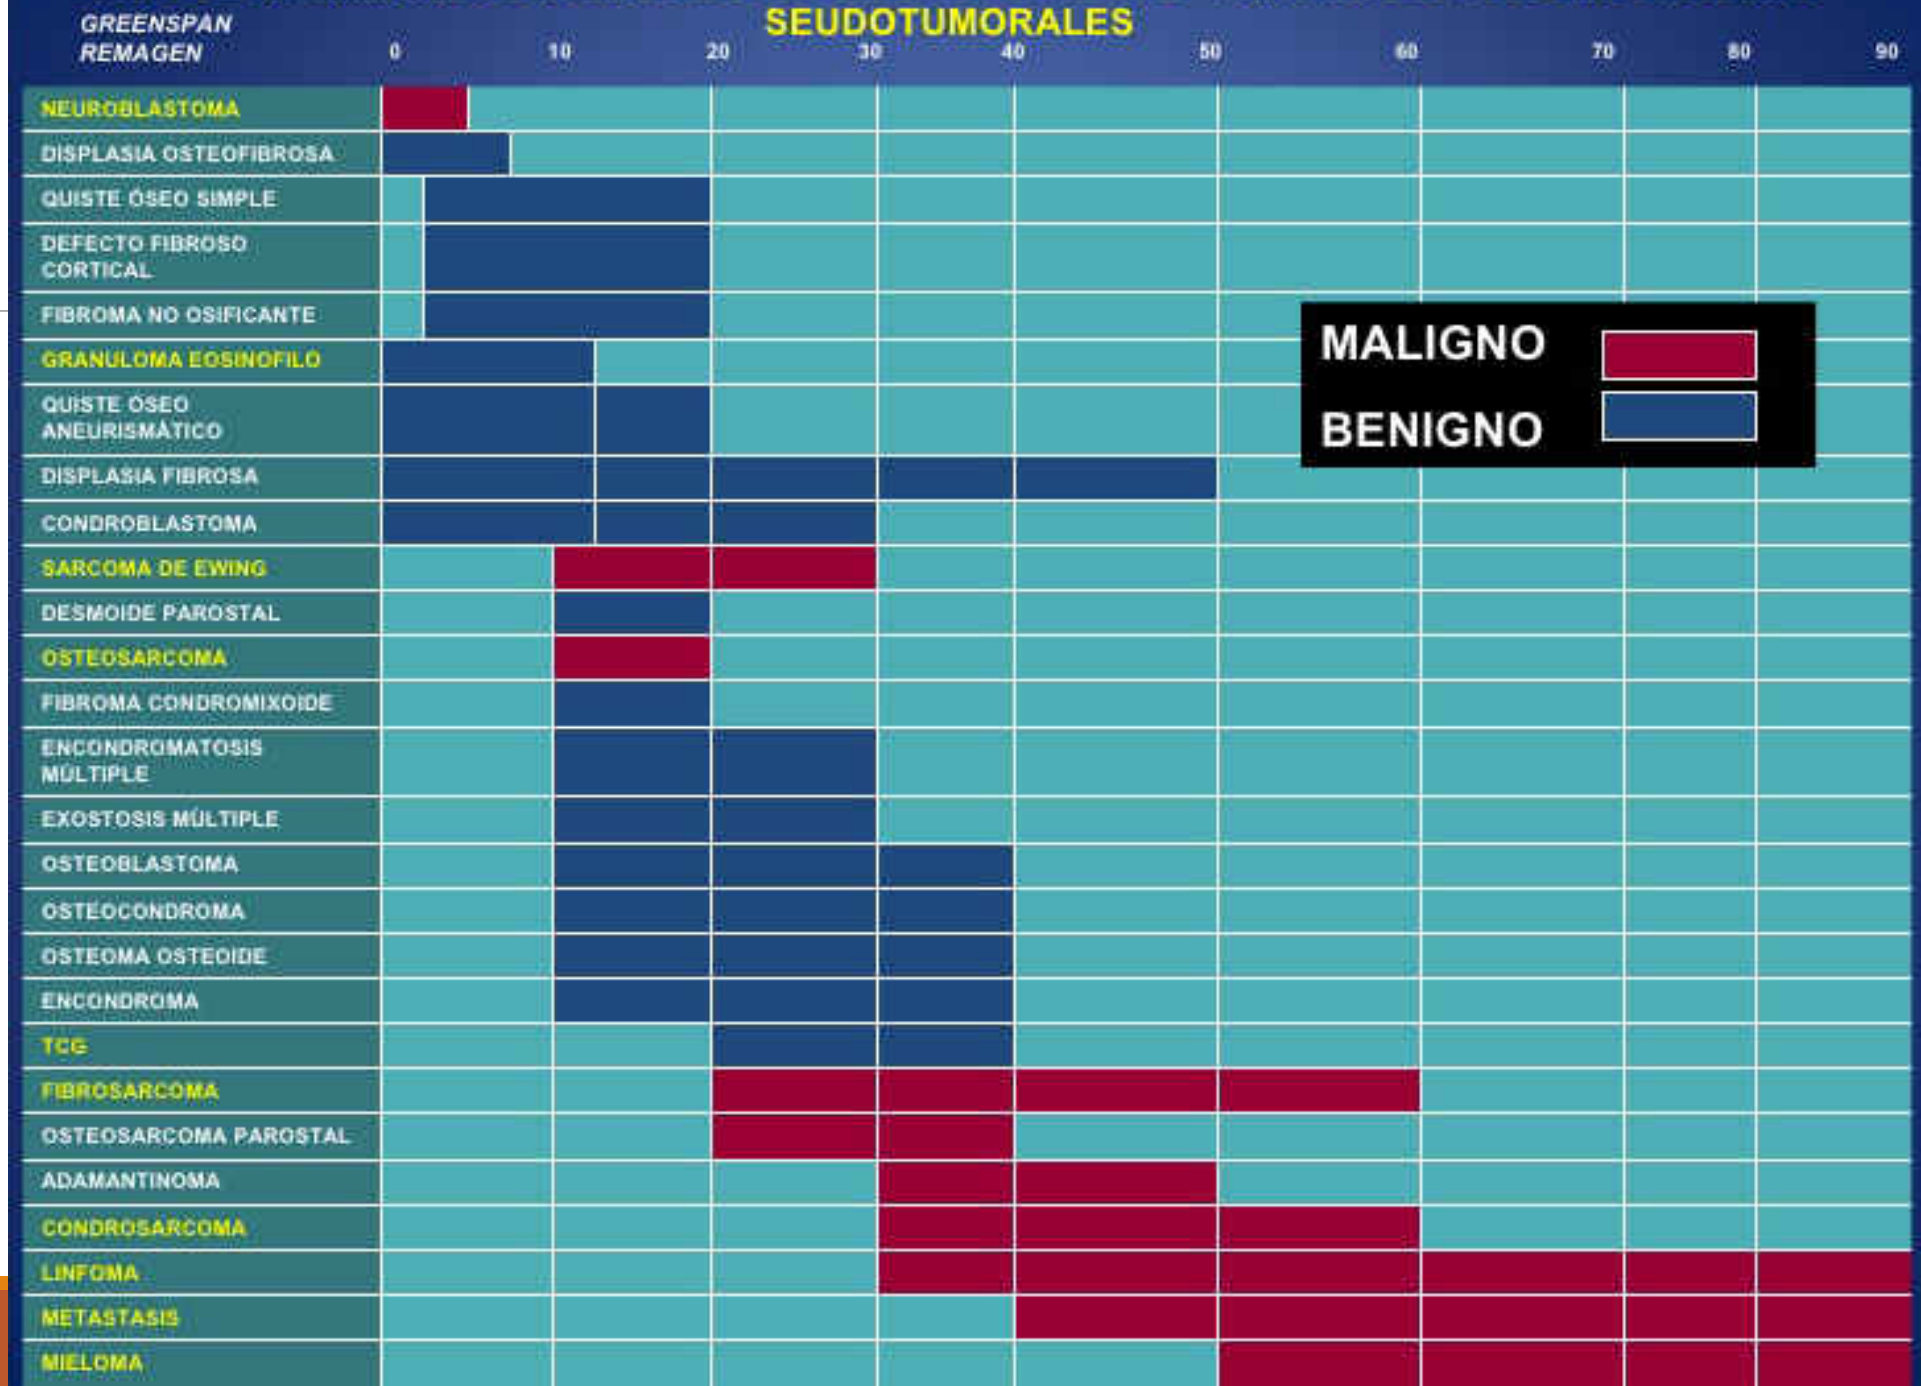 SEUDOTUMORALES
GREENSPAN
REMAGEN
0 10 20 30 40 50 60 70 80 90
NEUROBLASTOMA
DISPLASIA OSTEOFIBROSA
QUISTE ÓSEO SIMPLE
DEFECTO FIBROSO
CORTICAL
FIBROMA NO OSIFICANTE
GRANULOMA EOSINOFILO
QUISTE ÓSEO
ANEURISMÁTICO
DISPLASIA FIBROSA
CONDROBLASTOMA
SARCOMA DE EWING
DESMOIDE PAROSTAL
OSTEOSARCOMA
FIBROMA CONDROMIXOIDE
ENCONDROMATOSIS
MÚLTIPLE
EXOSTOSIS MÚLTIPLE
OSTEOBLASTOMA
OSTEOCONDROMA
OSTEOMA OSTEOIDE
ENCONDROMA
TCG
FIBROSARCOMA
OSTEOSARCOMA PAROSTAL
ADAMANTINOMA
CONDROSARCOMA
LINFOMA
METASTASIS
MIELOMA
MALIGNO
BENIGNO